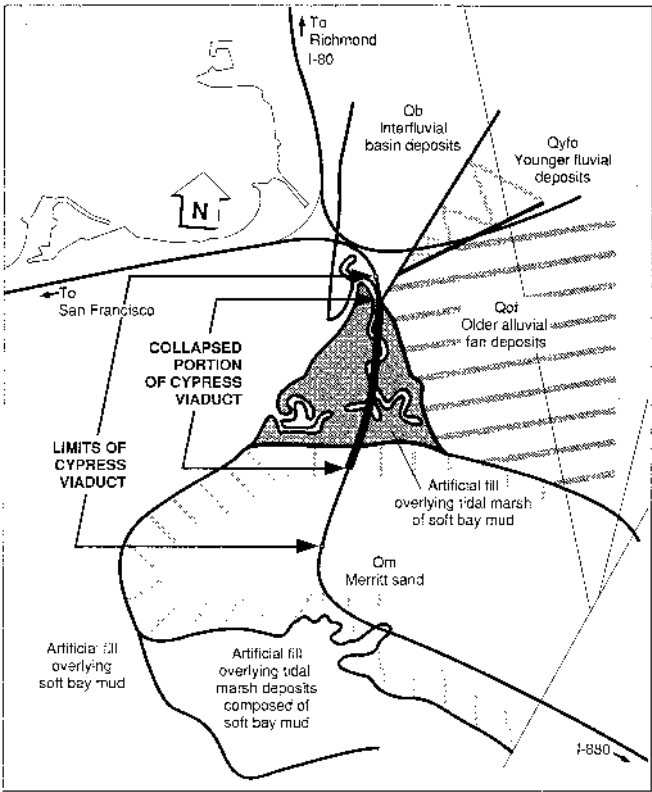 To
Richmond
I-80
Qb
Interfluvial
basin deposits
Qyfo
Younger fluvial
deposits
N
To
San Francisco
Qof
Older alluvial
fan deposits
COLLAPSED
PORTION
OF CYPRESS
VIADUCT
LIMITS OF
CYPRESS
VIADUCT
Artificial fill
overlying tidal marsh
of soft bay mud
Qm
Merritt sand
Artificial fill
overlying
soft bay mud
Artificial fill
overlying tidal
marsh deposits
composed of
soft bay mud
I-880